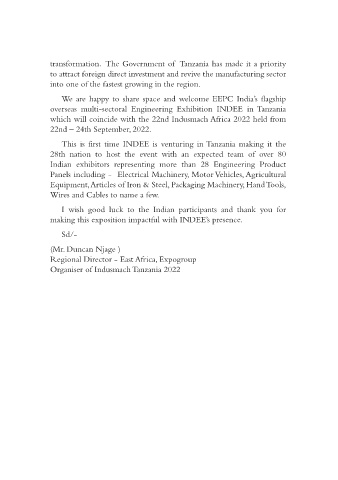 transformation. The Government of Tanzania has made it a priority
to attract foreign direct investment and revive the manufacturing sector
into one of the fastest growing in the region.
We are happy to share space and welcome EEPC India's flagship
overseas multi-sectoral Engineering Exhibition INDEE in Tanzania
which will coincide with the 22nd Indusmach Africa 2022 held from
22nd – 24th September, 2022.
This is first time INDEE is venturing in Tanzania making it the
28th nation to host the event with an expected team of over 80
Indian exhibitors representing more than 28 Engineering Product
Panels including - Electrical Machinery, Motor Vehicles, Agricultural
Equipment, Articles of Iron & Steel, Packaging Machinery, Hand Tools,
Wires and Cables to name a few.
I wish good luck to the Indian participants and thank you for
making this exposition impactful with INDEE's presence.
Sd/-
(Mr. Duncan Njage )
Regional Director - East Africa, Expogroup
Organiser of Indusmach Tanzania 2022